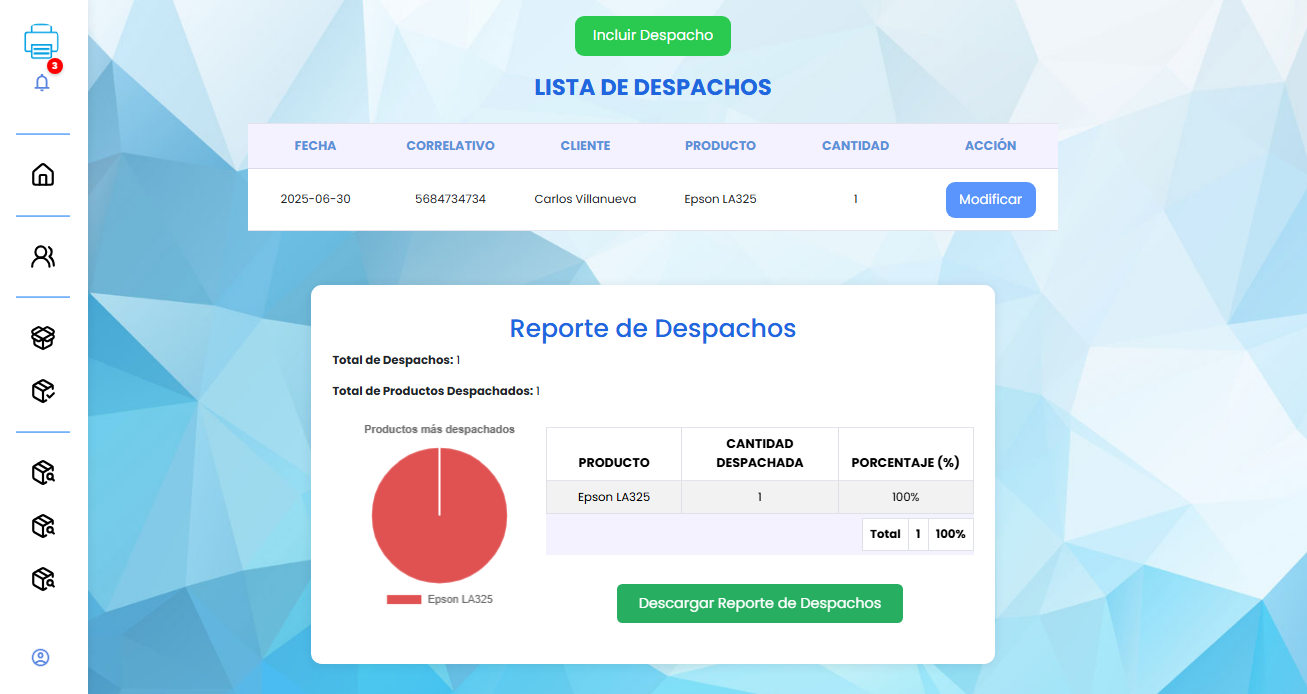 3
Incluir Despacho
LISTA DE DESPACHOS
FECHA CORRELATIVO CLIENTE PRODUCTO CANTIDAD ACCIÓN
2025-06-30 5684734734 Carlos Villanueva Epson LA325 1 Modificar
Reporte de Despachos
Total de Despachos: 1
Total de Productos Despachados: 1
Productos más despachados
Epson LA325
PRODUCTO CANTIDAD DESPACHADA PORCENTAJE (%)
Epson LA325 1 100%
Total 1 100%
Descargar Reporte de Despachos